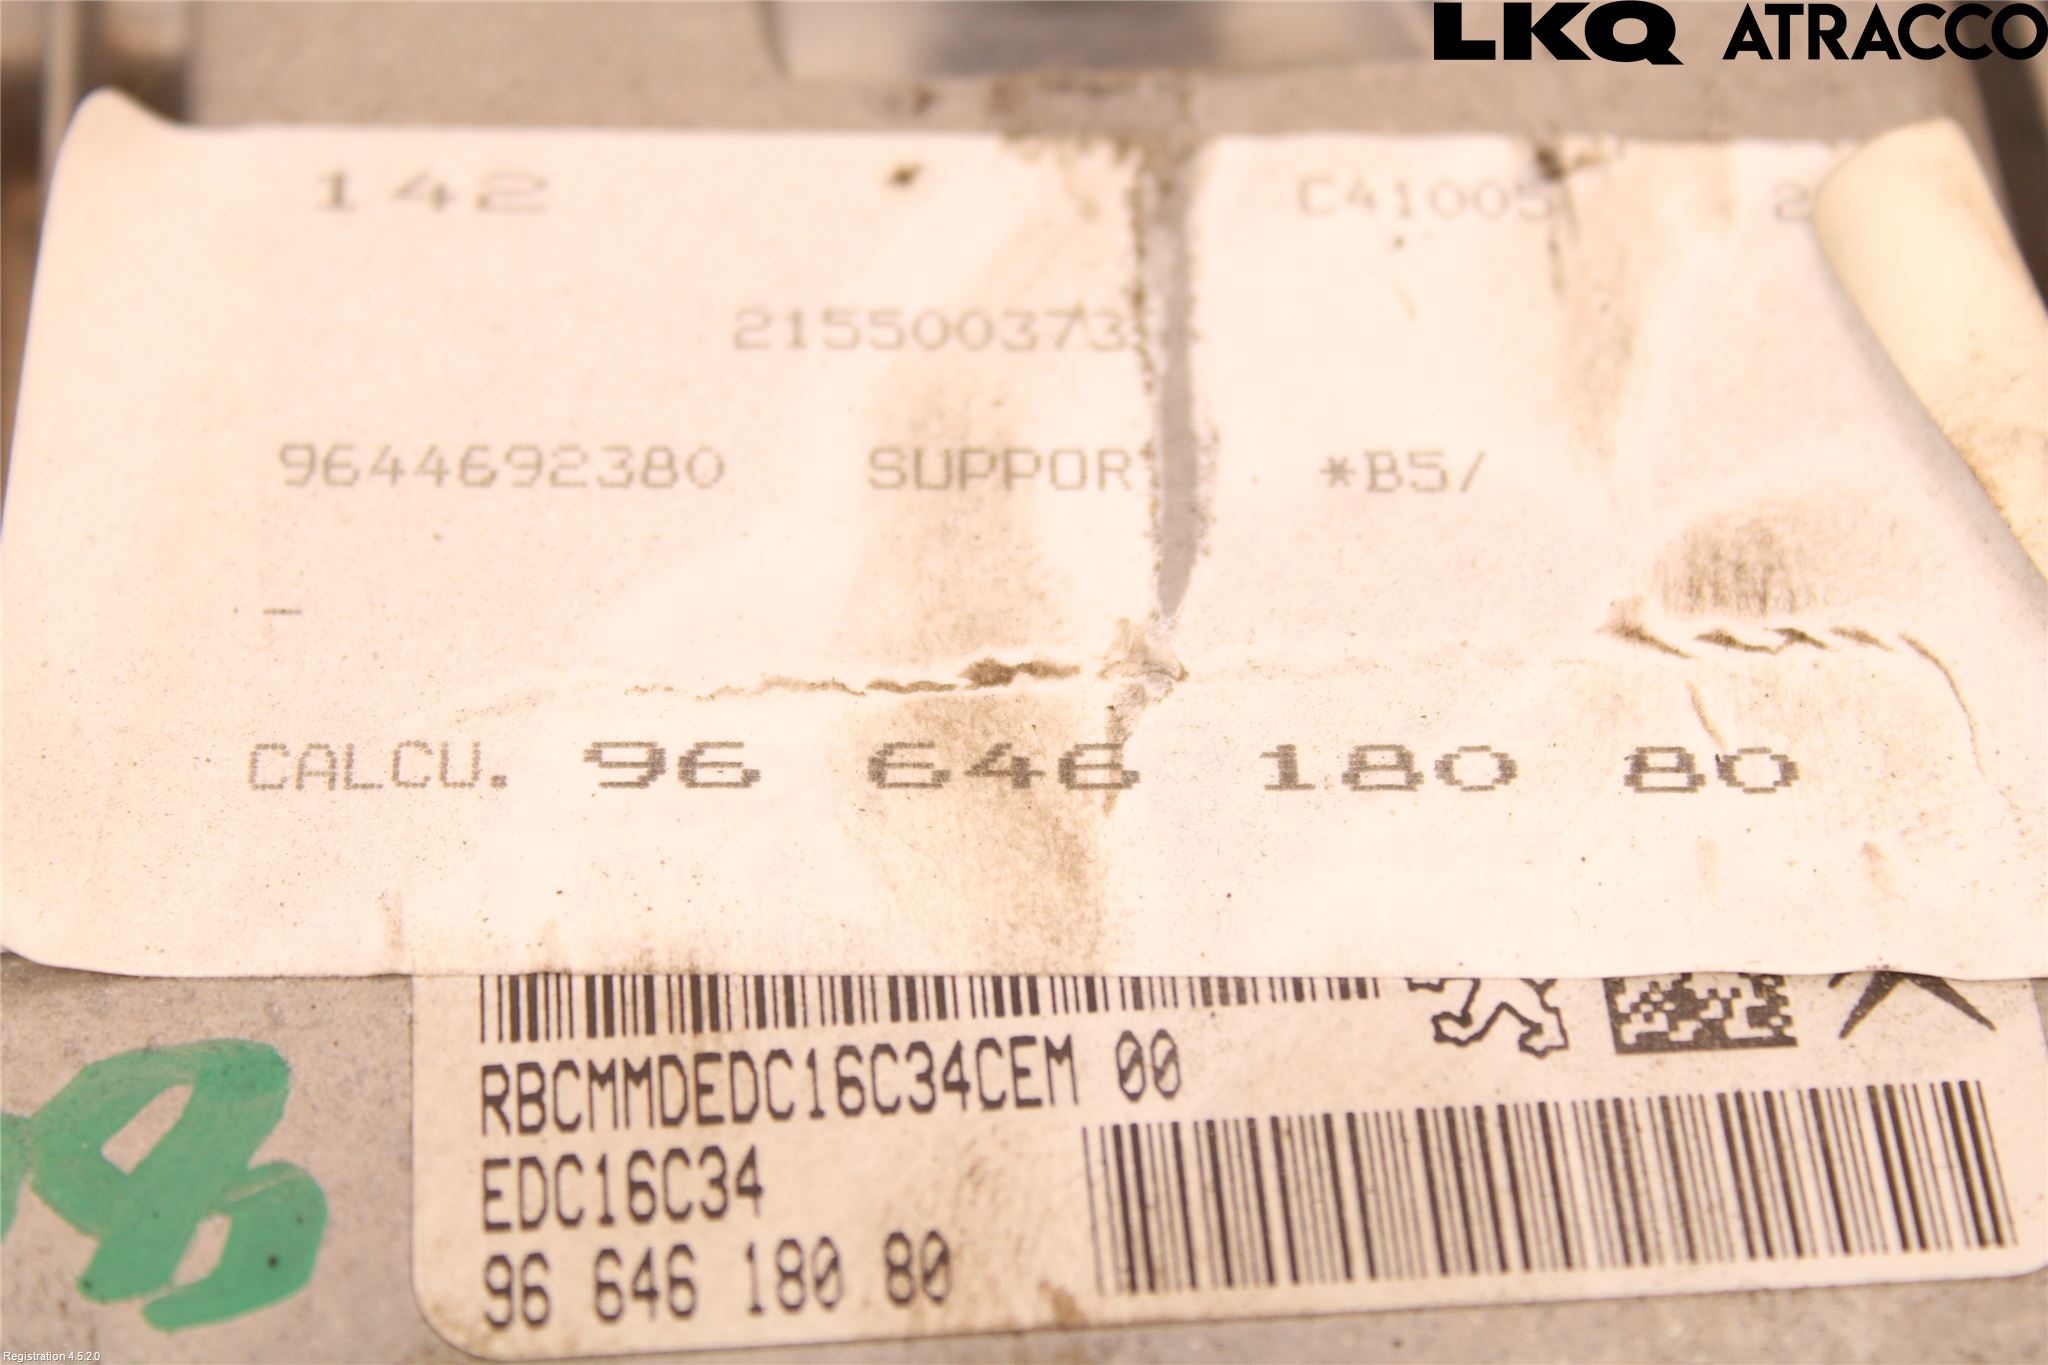 LKQ ATRACCO
142 C41005
215500373
9644692380 SUPPORT *B5/
-
CALCU. 96 646 180 80
RBCMMDEDC16C34CEM 00
EDC16C34
96 646 180 80
Registration 4.5.2.0